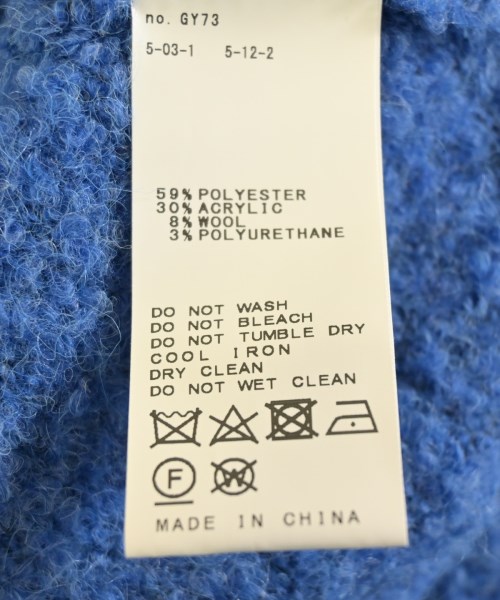 no. GY73
5-03-1 5-12-2
59% POLYESTER
30% ACRYLIC
8% WOOL
3% POLYURETHANE
DO NOT WASH
DO NOT BLEACH
DO NOT TUMBLE DRY
COOL IRON
DRY CLEAN
DO NOT WET CLEAN
F W
MADE IN CHINA